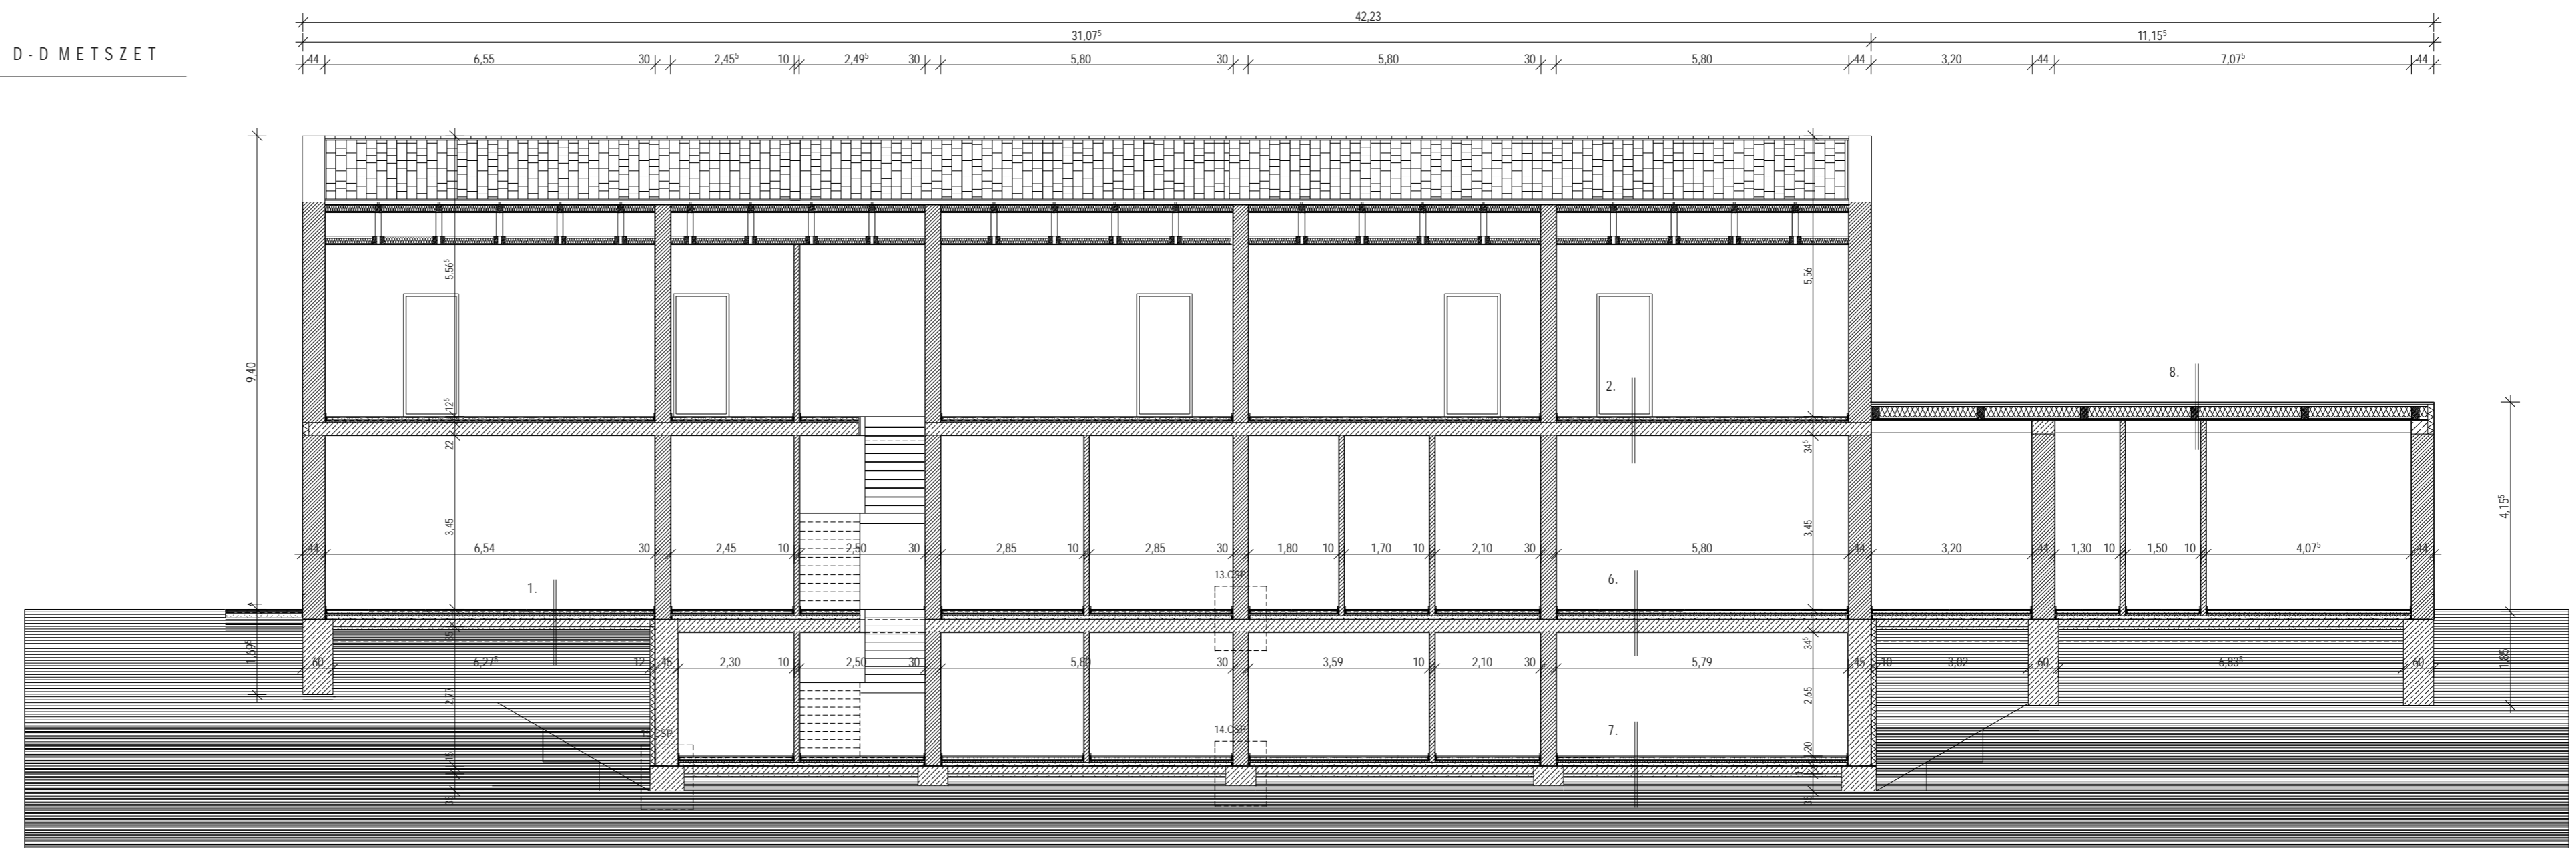 42,23
31,07⁵ 11,15⁵
D-D METSZET
44 6,55 30 2,45⁵ 10 2,49⁵ 30 5,80 30 5,80 30 5,80 44 3,20 44 7,07⁵ 44
5,56⁵ 5,56
9,40
2. 8.
12⁵
22 34⁵
3,45 3,45 4,15⁵
44 6,54 30 2,45 10 2,50 30 2,85 10 2,85 30 1,80 10 1,70 10 2,10 30 5,80 44 3,20 44 1,30 10 1,50 10 4,07⁵ 44
1. 13.CSP. 6.
1,69⁵ 34⁵ 1,85
60 6,27⁵ 12 45 2,30 10 2,50 30 5,80 30 3,59 10 2,10 30 5,79 45 10 3,02 60 6,83⁵ 60
2,77 2,65
15.CSP. 14.CSP. 7.
15 20
35 35